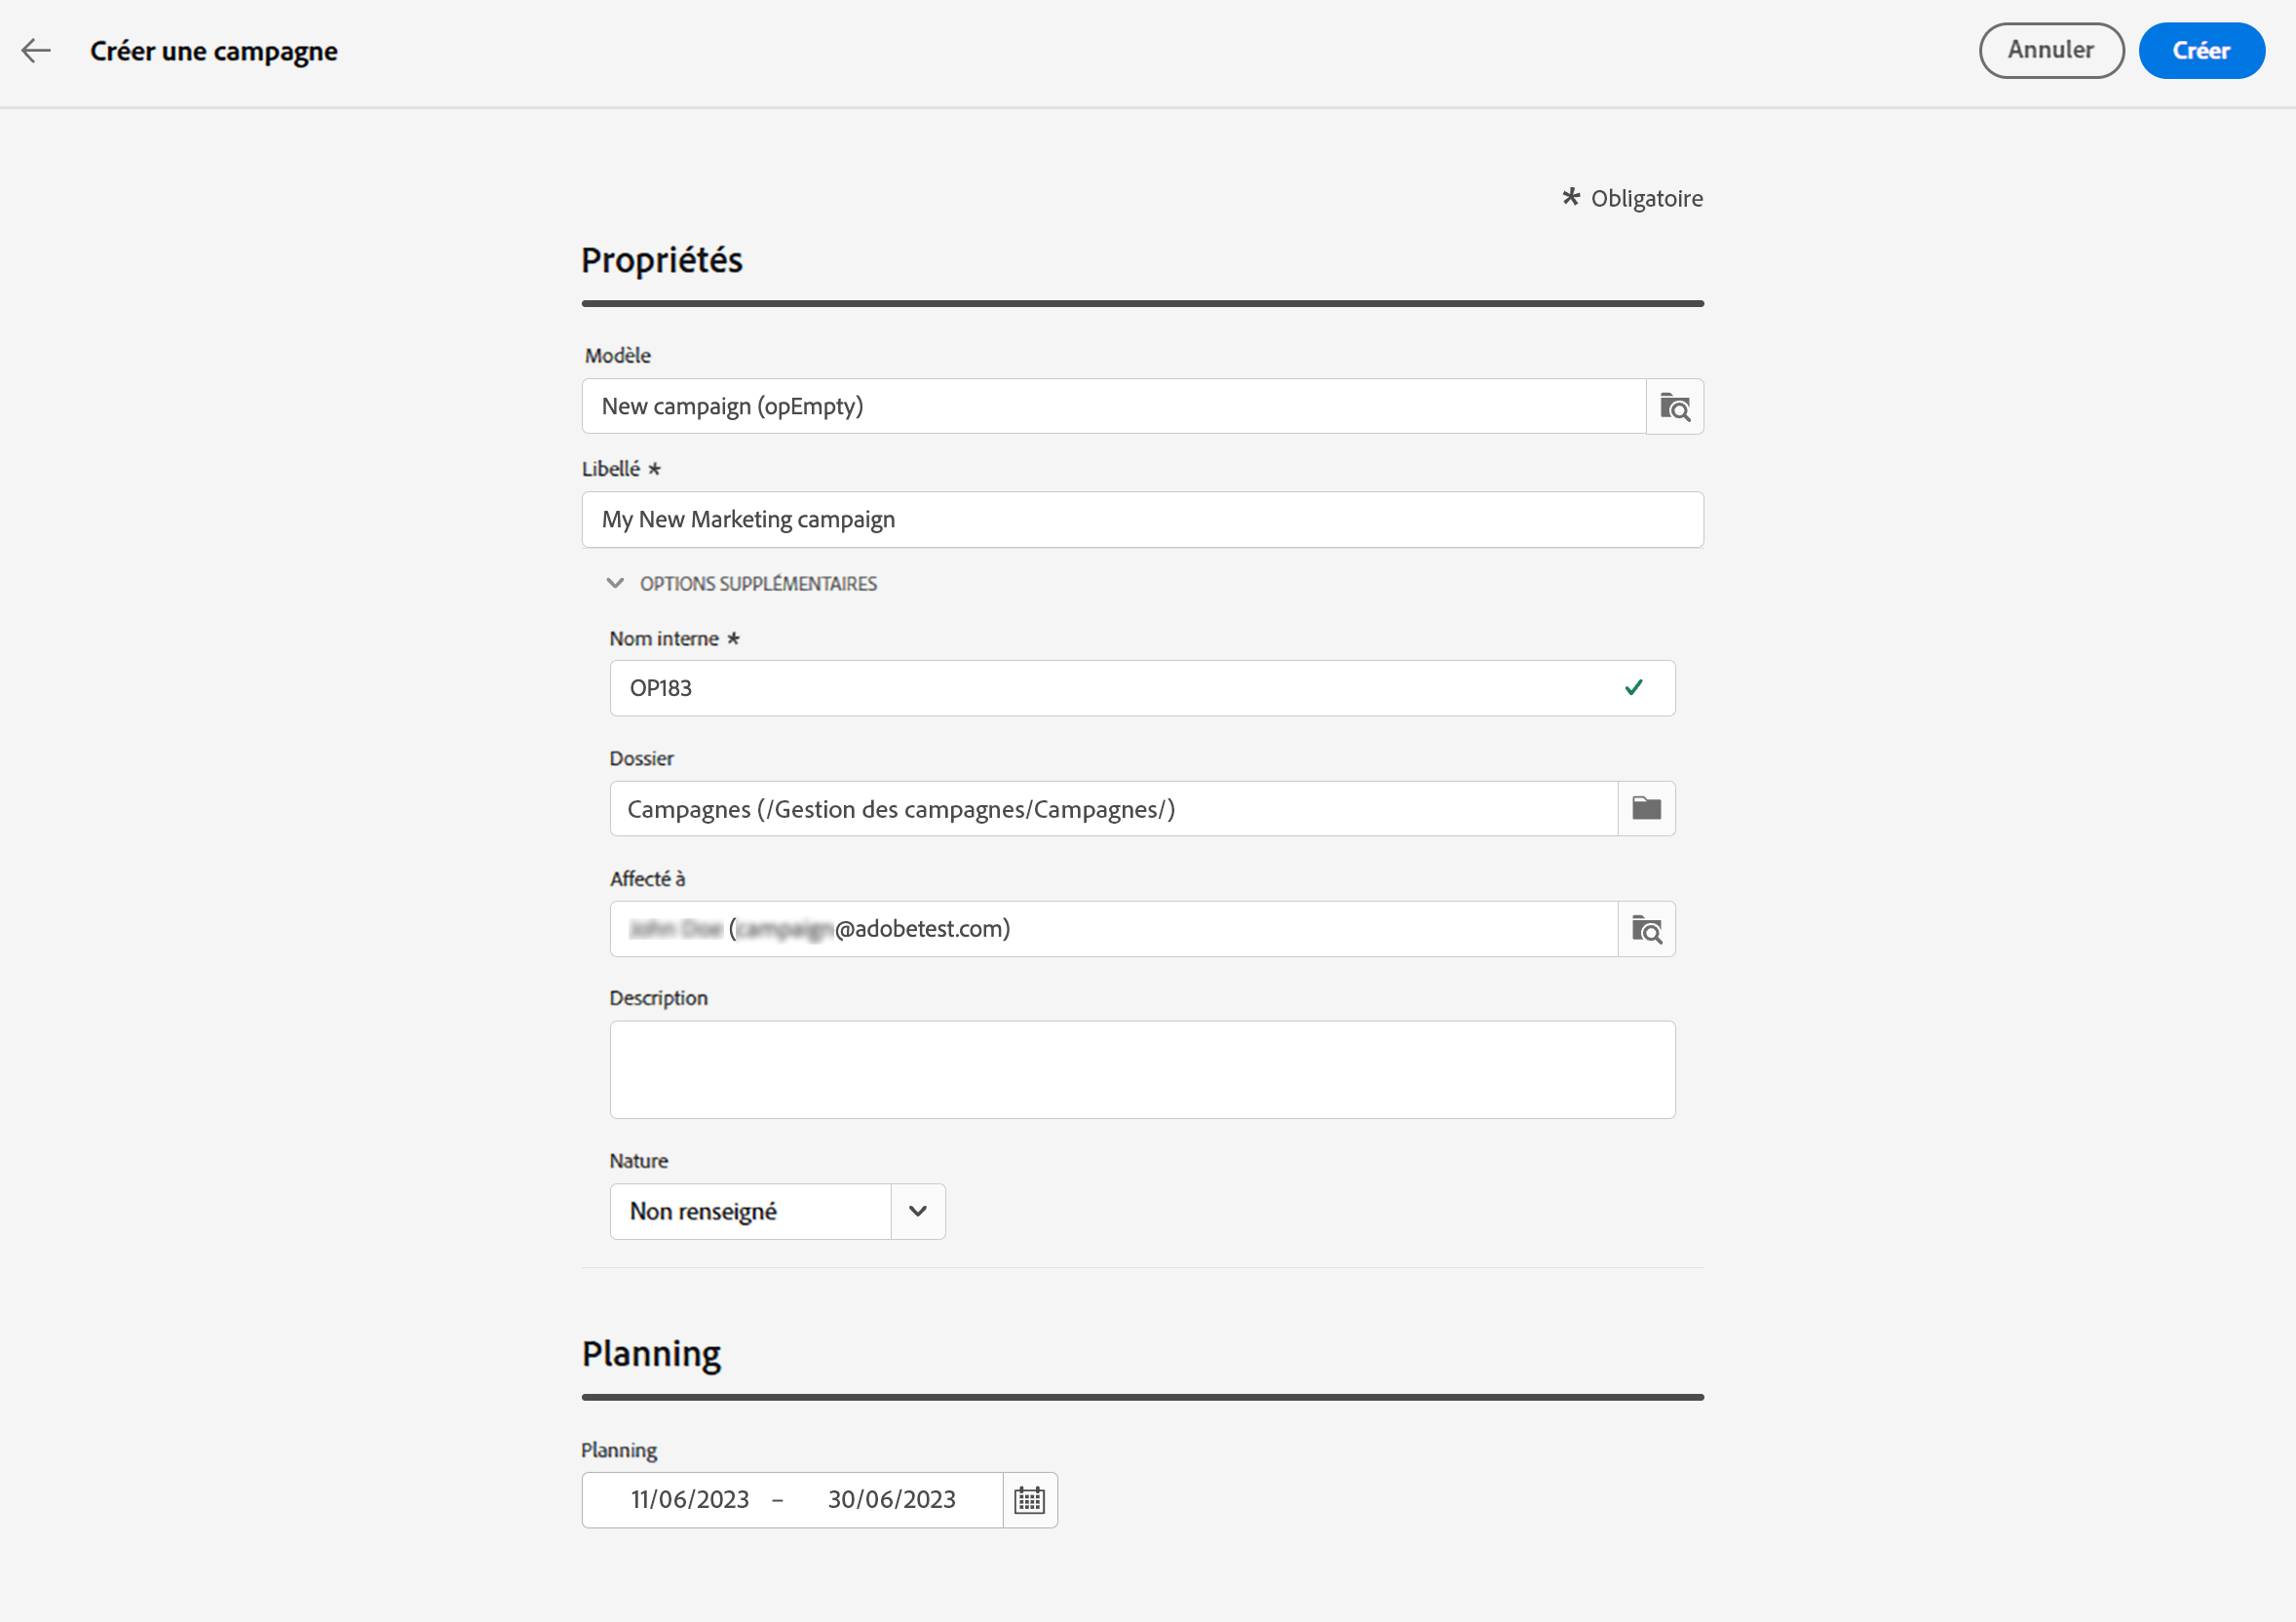 Créer une campagne
Annuler
Créer
* Obligatoire
Propriétés
Modèle
New campaign (opEmpty)
Libellé *
My New Marketing campaign
OPTIONS SUPPLÉMENTAIRES
Nom interne *
OP183
Dossier
Campagnes (/Gestion des campagnes/Campagnes/)
Affecté à
(@adobetest.com)
Description
Nature
Non renseigné
Planning
Planning
11/06/2023 – 30/06/2023